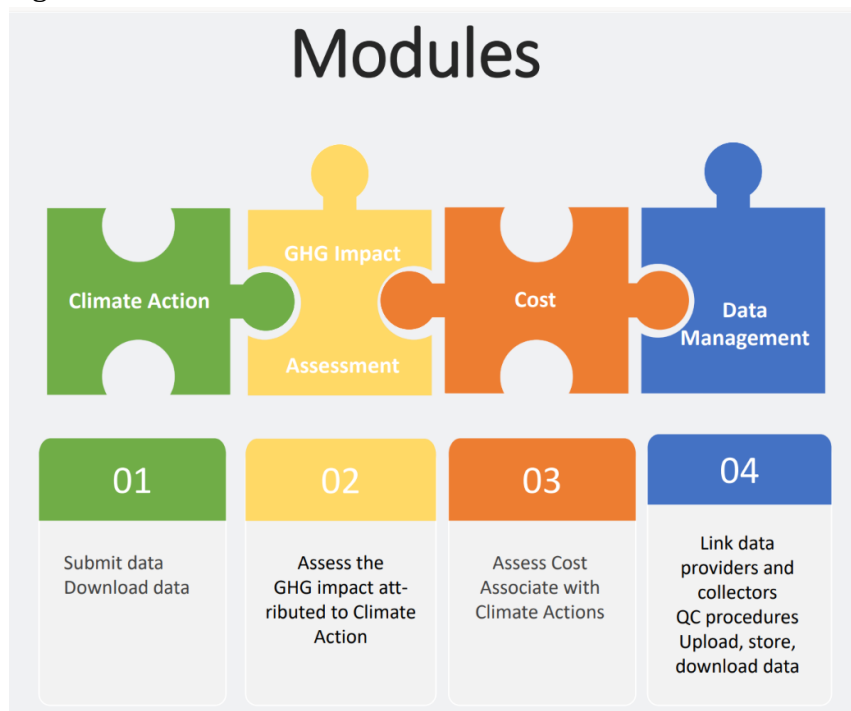 Modules
Climate Action
GHG Impact
Assessment
Cost
Data
Management
01
Submit data
Download data
02
Assess the
GHG impact att-
ributed to Climate
Action
03
Assess Cost
Associate with
Climate Actions
04
Link data
providers and
collectors
QC procedures
Upload, store,
download data